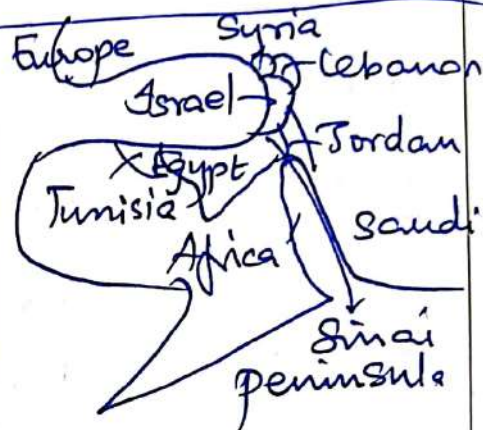 Syria
Europe
Lebanon
Israel
Jordan
Egypt
Tunisia
Saudi
Africa
Sinai
peninsula